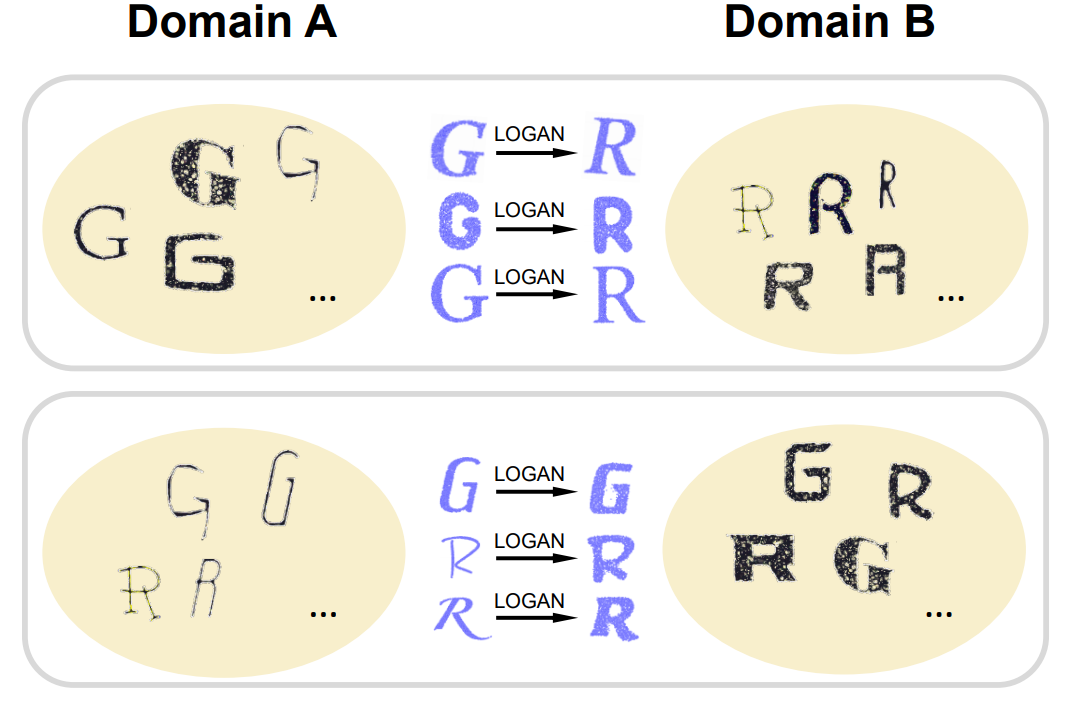 Domain A
Domain B
G G G G ...
G LOGAN R
G LOGAN R
G LOGAN R
R R R R R ...
G G R R ...
G LOGAN G
R LOGAN R
R LOGAN R
G R R G ...